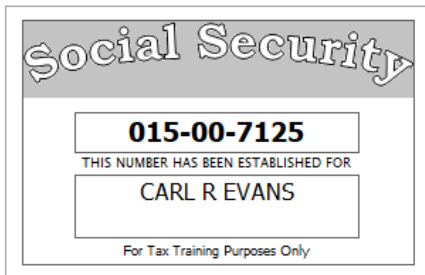 Social Security
015-00-7125
THIS NUMBER HAS BEEN ESTABLISHED FOR
CARL R EVANS
For Tax Training Purposes Only